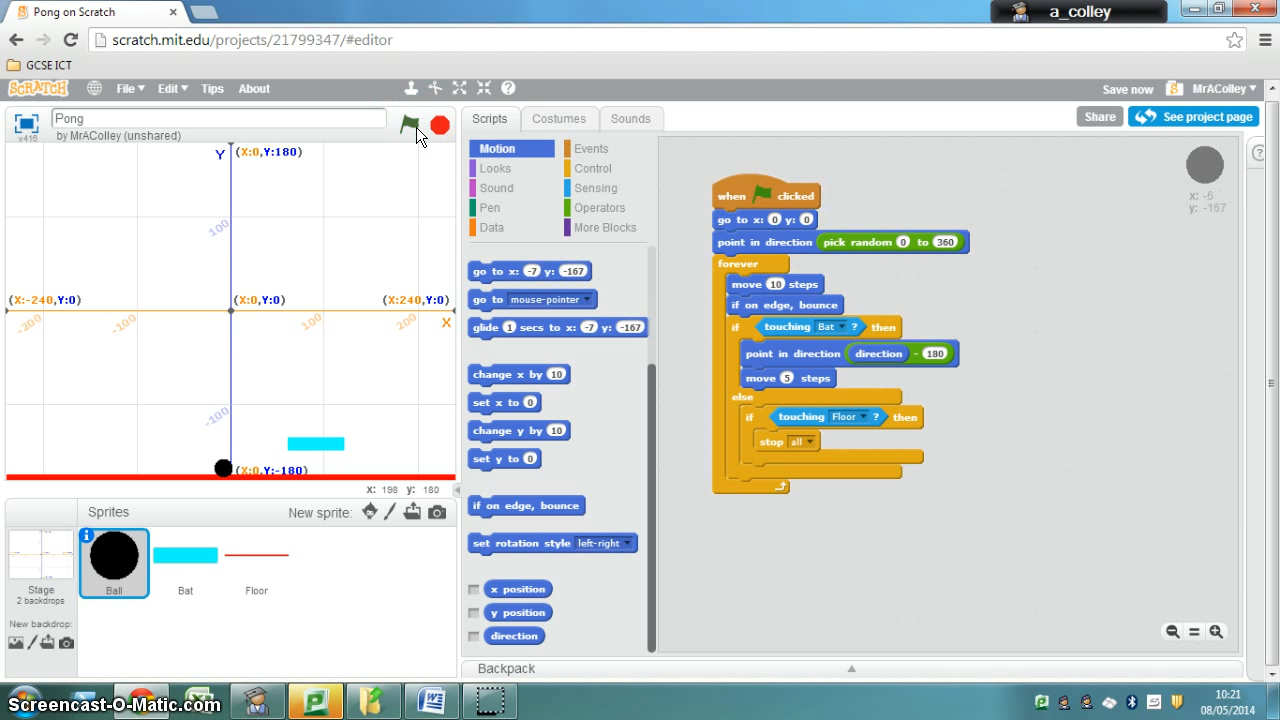 Pong on Scratch
a_colley
scratch.mit.edu/projects/21799347/#editor
GCSE ICT
SCRATCH
File
Edit
Tips
About
Save now
MrAColley
Pong
by MrAColley (unshared)
v418
Scripts
Costumes
Sounds
Share
See project page
Y
(X:0,Y:180)
100
(X:-240,Y:0)
(X:0,Y:0)
(X:240,Y:0)
-200
-100
100
200
X
-100
(X:0,Y:-180)
x: 198 y: 180
Motion
Events
Looks
Control
Sound
Sensing
Pen
Operators
Data
More Blocks
go to x: -7 y: -167
go to mouse-pointer
glide 1 secs to x: -7 y: -167
change x by 10
set x to 0
change y by 10
set y to 0
if on edge, bounce
set rotation style left-right
x position
y position
direction
when clicked
go to x: 0 y: 0
point in direction pick random 0 to 360
forever
move 10 steps
if on edge, bounce
if touching Bat ? then
point in direction direction - 180
move 5 steps
else
if touching Floor ? then
stop all
x: -6
y: -167
Sprites
New sprite:
Stage
2 backdrops
New backdrop:
Ball
Bat
Floor
Backpack
Screencast-O-Matic.com
10:21
08/05/2014